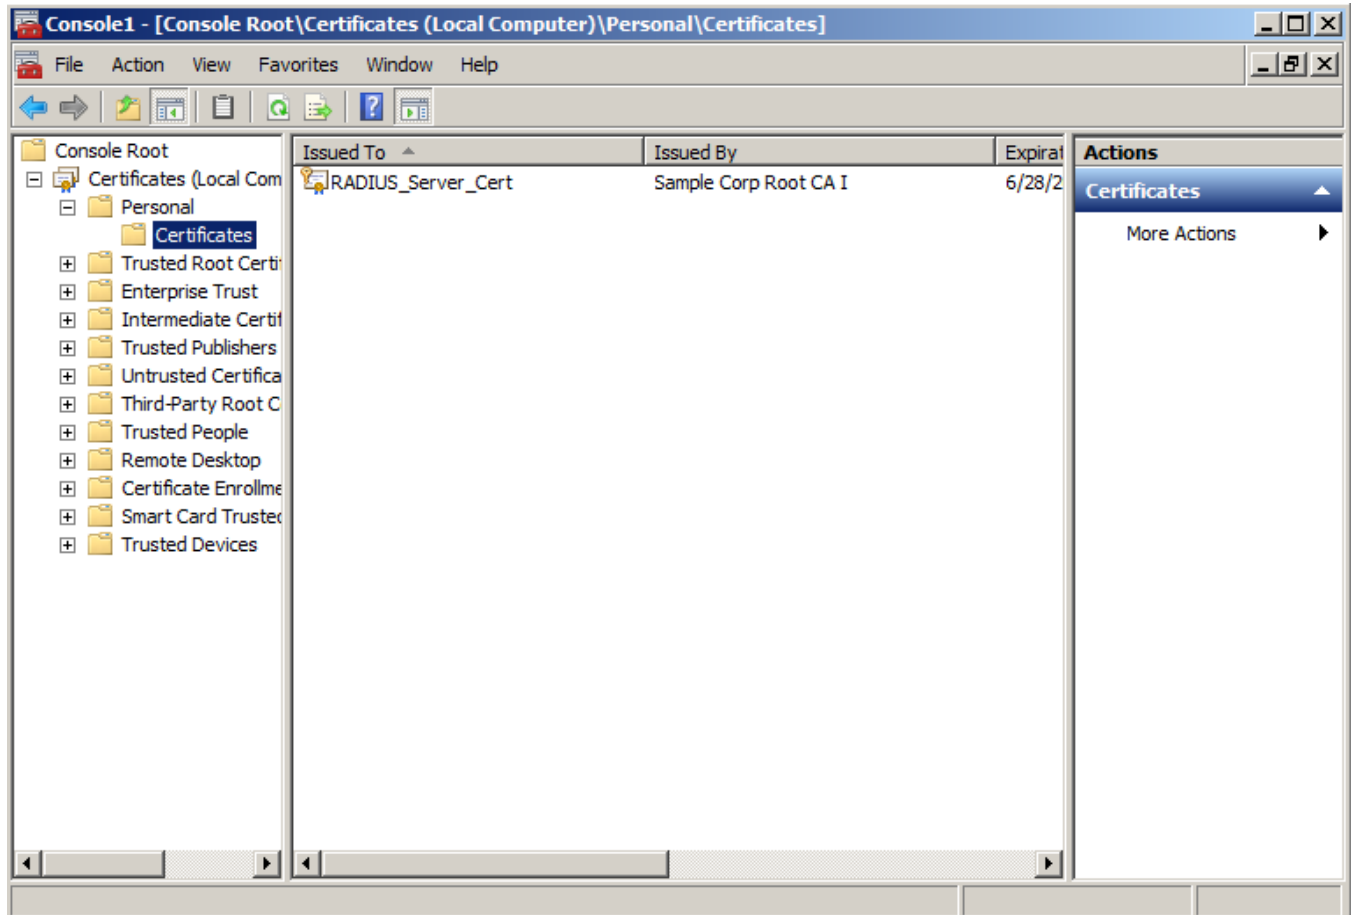 Console1 - [Console Root\Certificates (Local Computer)\Personal\Certificates]
File Action View Favorites Window Help
Console Root
Certificates (Local Com
Personal
Certificates
Trusted Root Certi
Enterprise Trust
Intermediate Certif
Trusted Publishers
Untrusted Certifica
Third-Party Root C
Trusted People
Remote Desktop
Certificate Enrollme
Smart Card Trusted
Trusted Devices
Issued To Issued By Expirat
RADIUS_Server_Cert Sample Corp Root CA I 6/28/2
Actions
Certificates
More Actions